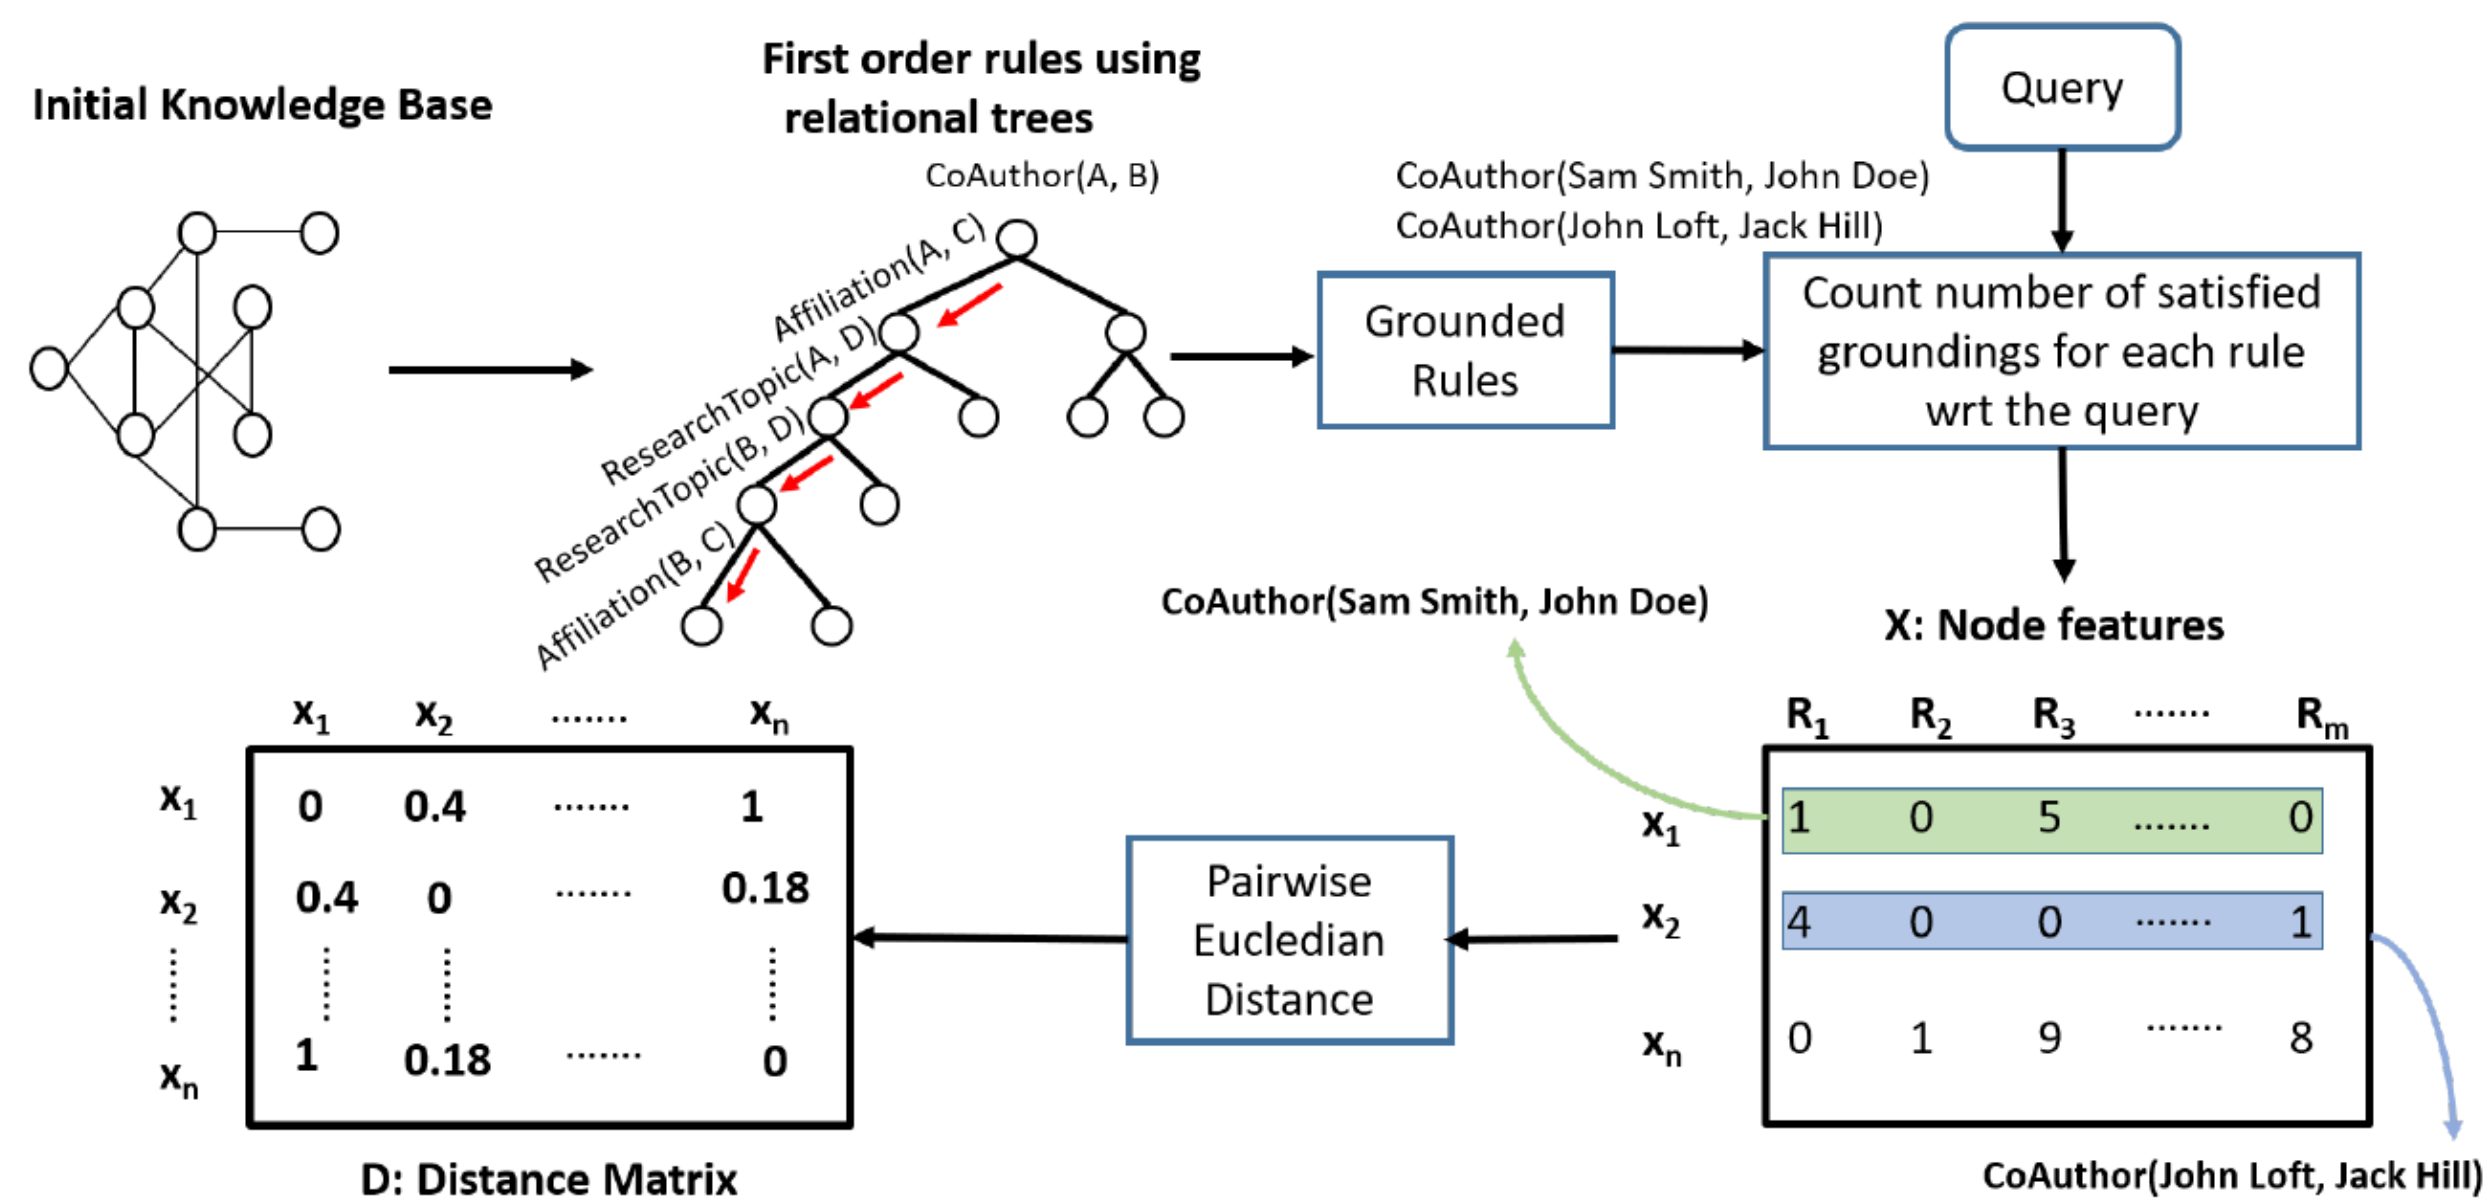 Initial Knowledge Base
First order rules using
relational trees
CoAuthor(A, B)
Affiliation(A, C)
ResearchTopic(A, D)
ResearchTopic(B, D)
Affiliation(B, C)
CoAuthor(Sam Smith, John Doe)
CoAuthor(John Loft, Jack Hill)
Grounded
Rules
Query
Count number of satisfied
groundings for each rule
wrt the query
CoAuthor(Sam Smith, John Doe)
X: Node features
R1 R2 R3 ....... Rm
x1 1 0 5 ....... 0
x2 4 0 0 ....... 1
xn 0 1 9 ....... 8
CoAuthor(John Loft, Jack Hill)
Pairwise
Eucledian
Distance
x1 x2 ....... xn
x1 0 0.4 ....... 1
x2 0.4 0 ....... 0.18
xn 1 0.18 ....... 0
D: Distance Matrix